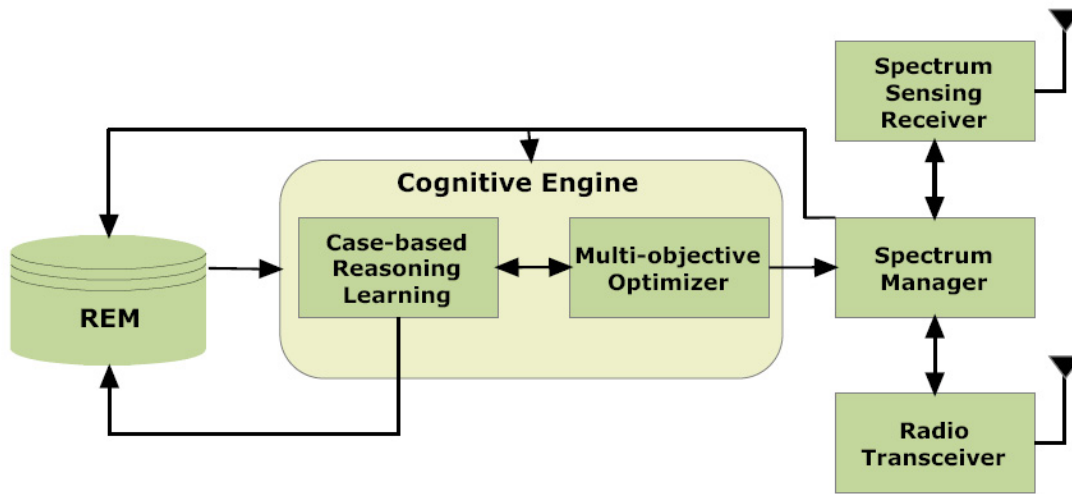 Spectrum
Sensing
Receiver
Cognitive Engine
Case-based
Reasoning
Learning
Multi-objective
Optimizer
Spectrum
Manager
REM
Radio
Transceiver